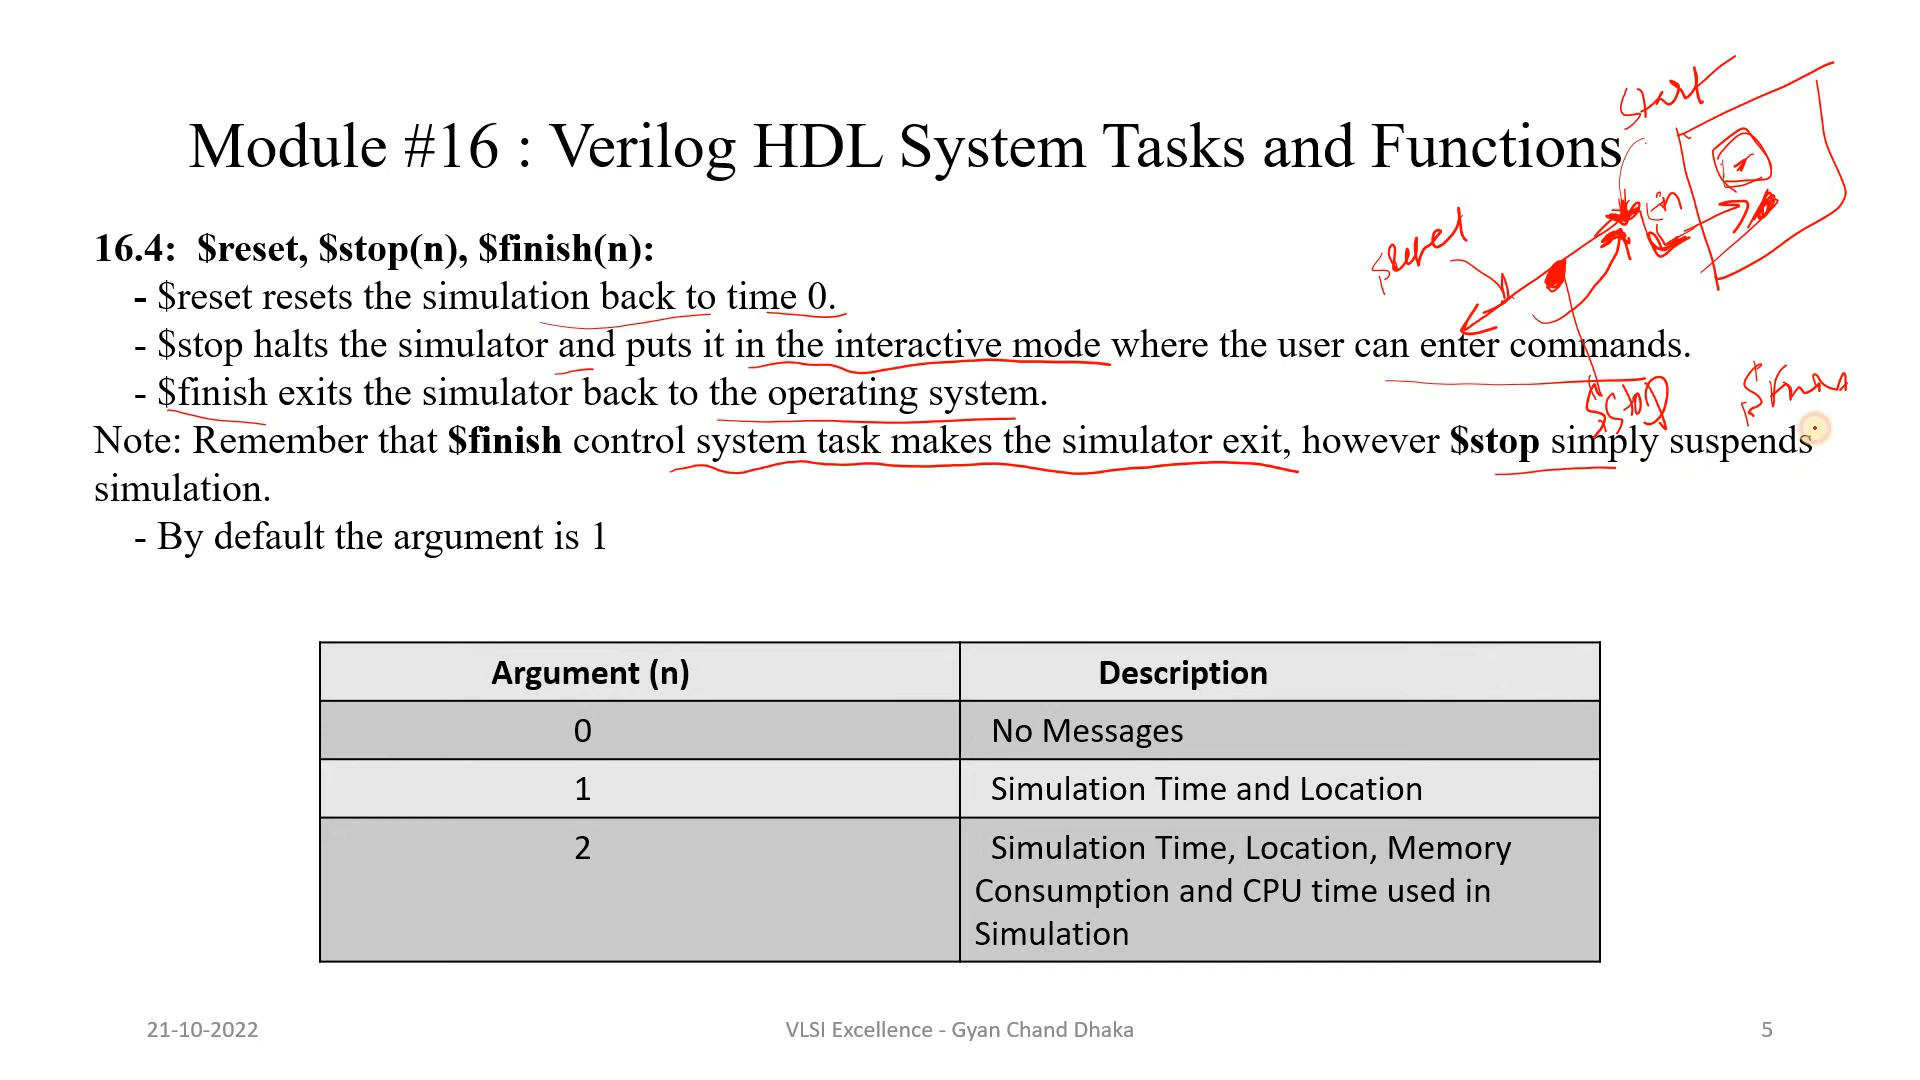 Module #16 : Verilog HDL System Tasks and Functions
start
$reset
16.4:  $reset, $stop(n), $finish(n):
- $reset resets the simulation back to time 0.
- $stop halts the simulator and puts it in the interactive mode where the user can enter commands.
- $finish exits the simulator back to the operating system.
$stop
Note: Remember that $finish control system task makes the simulator exit, however $stop simply suspends
simulation.
- By default the argument is 1
Argument (n) Description
0 No Messages
1 Simulation Time and Location
2 Simulation Time, Location, Memory
Consumption and CPU time used in
Simulation
21-10-2022 VLSI Excellence - Gyan Chand Dhaka 5